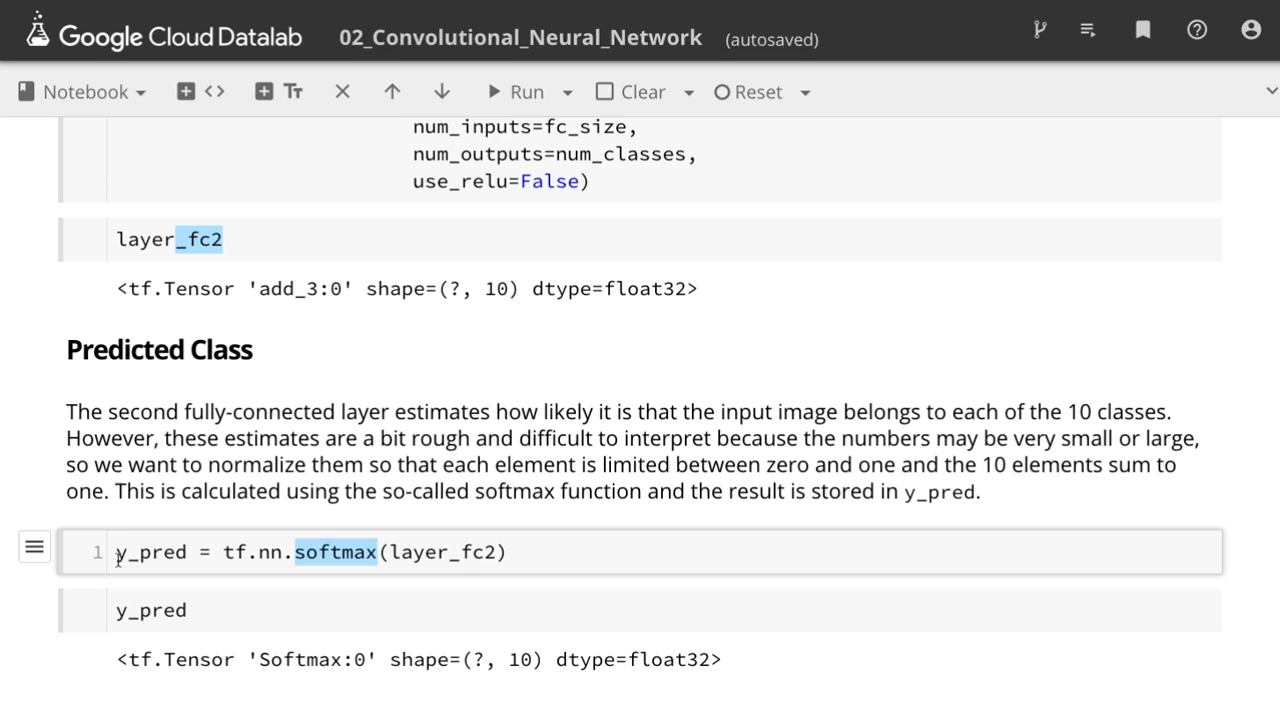 Google Cloud Datalab 02_Convolutional_Neural_Network (autosaved)
Notebook <> Tт Run Clear Reset
num_inputs=fc_size,
num_outputs=num_classes,
use_relu=False)
layer_fc2
<tf.Tensor 'add_3:0' shape=(?, 10) dtype=float32>
Predicted Class
The second fully-connected layer estimates how likely it is that the input image belongs to each of the 10 classes.
However, these estimates are a bit rough and difficult to interpret because the numbers may be very small or large,
so we want to normalize them so that each element is limited between zero and one and the 10 elements sum to
one. This is calculated using the so-called softmax function and the result is stored in y_pred.
1 y_pred = tf.nn.softmax(layer_fc2)
y_pred
<tf.Tensor 'Softmax:0' shape=(?, 10) dtype=float32>